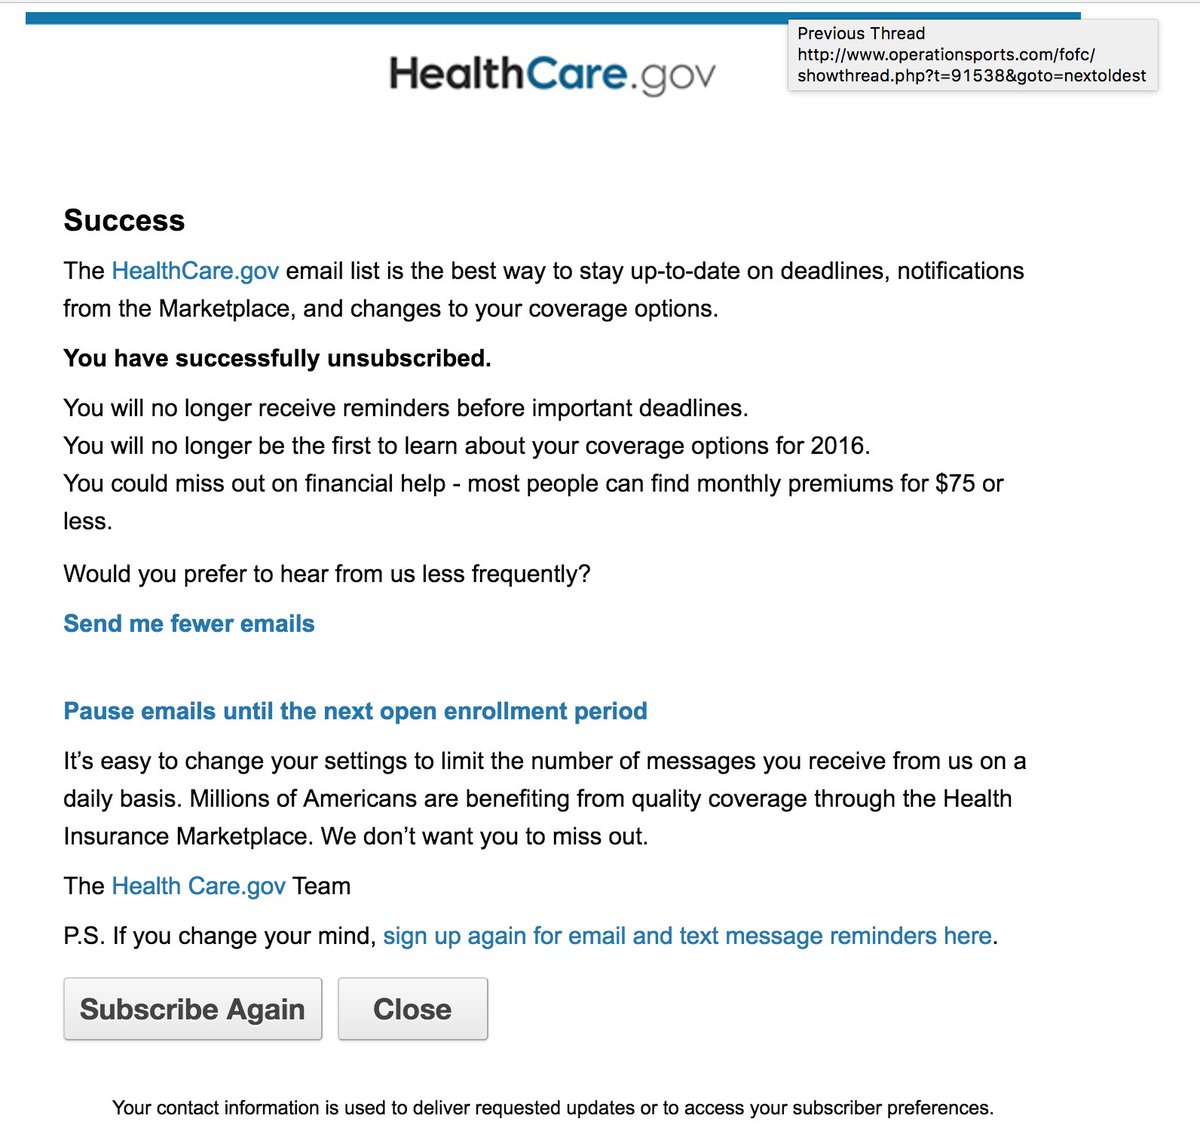 Previous Thread
http://www.operationsports.com/fofc/
showthread.php?t=91538&goto=nextoldest
HealthCare.gov
Success
The HealthCare.gov email list is the best way to stay up-to-date on deadlines, notifications
from the Marketplace, and changes to your coverage options.
You have successfully unsubscribed.
You will no longer receive reminders before important deadlines.
You will no longer be the first to learn about your coverage options for 2016.
You could miss out on financial help - most people can find monthly premiums for $75 or
less.
Would you prefer to hear from us less frequently?
Send me fewer emails
Pause emails until the next open enrollment period
It’s easy to change your settings to limit the number of messages you receive from us on a
daily basis. Millions of Americans are benefiting from quality coverage through the Health
Insurance Marketplace. We don’t want you to miss out.
The Health Care.gov Team
P.S. If you change your mind, sign up again for email and text message reminders here.
Subscribe Again
Close
Your contact information is used to deliver requested updates or to access your subscriber preferences.